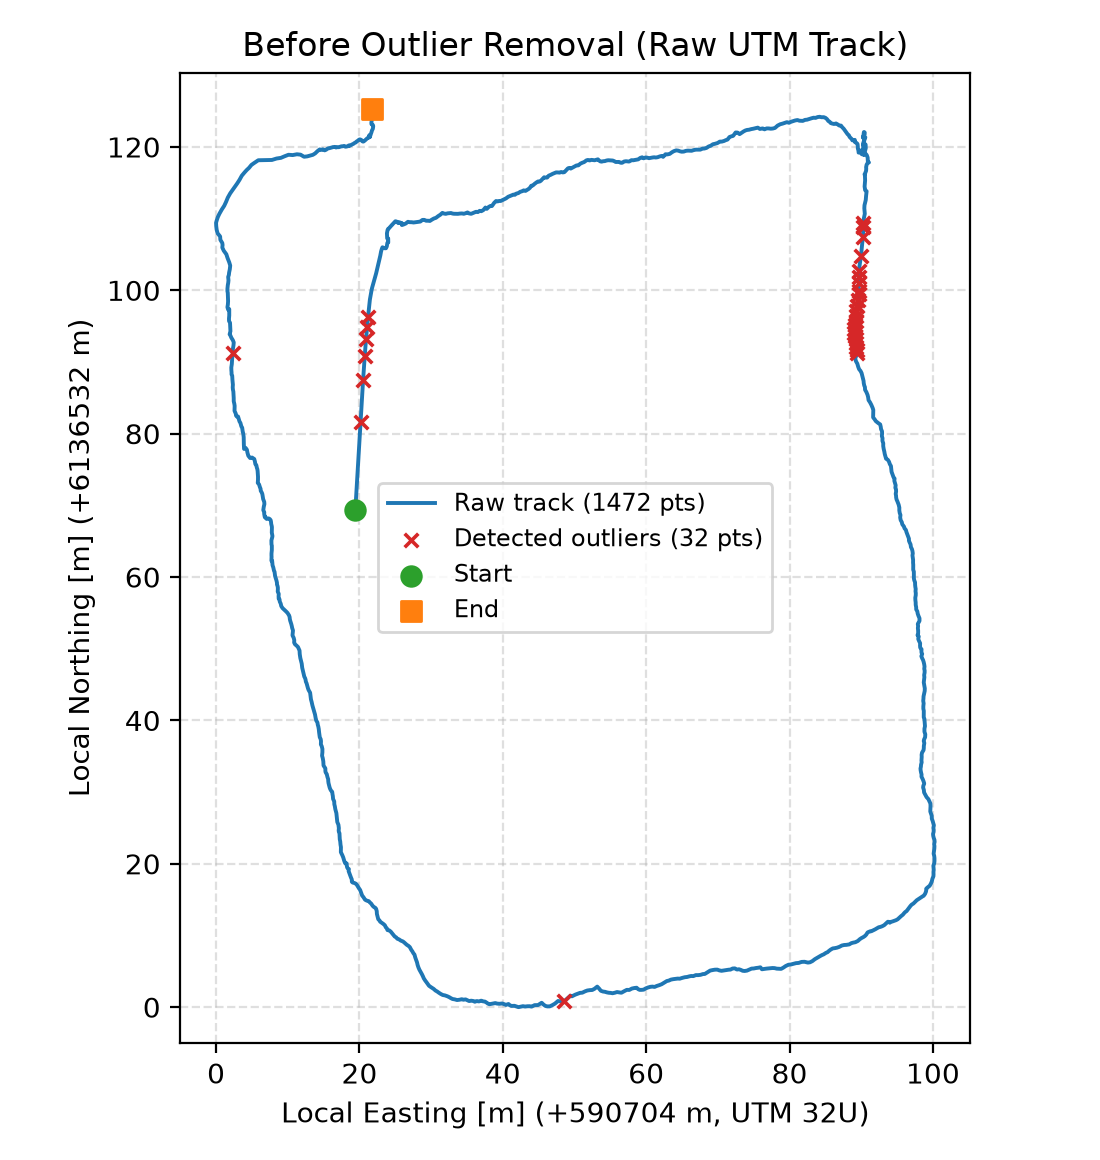 Before Outlier Removal (Raw UTM Track)
120
100
80
60
40
20
0
Local Northing [m] (+6136532 m)
Raw track (1472 pts)
Detected outliers (32 pts)
Start
End
0 20 40 60 80 100
Local Easting [m] (+590704 m, UTM 32U)